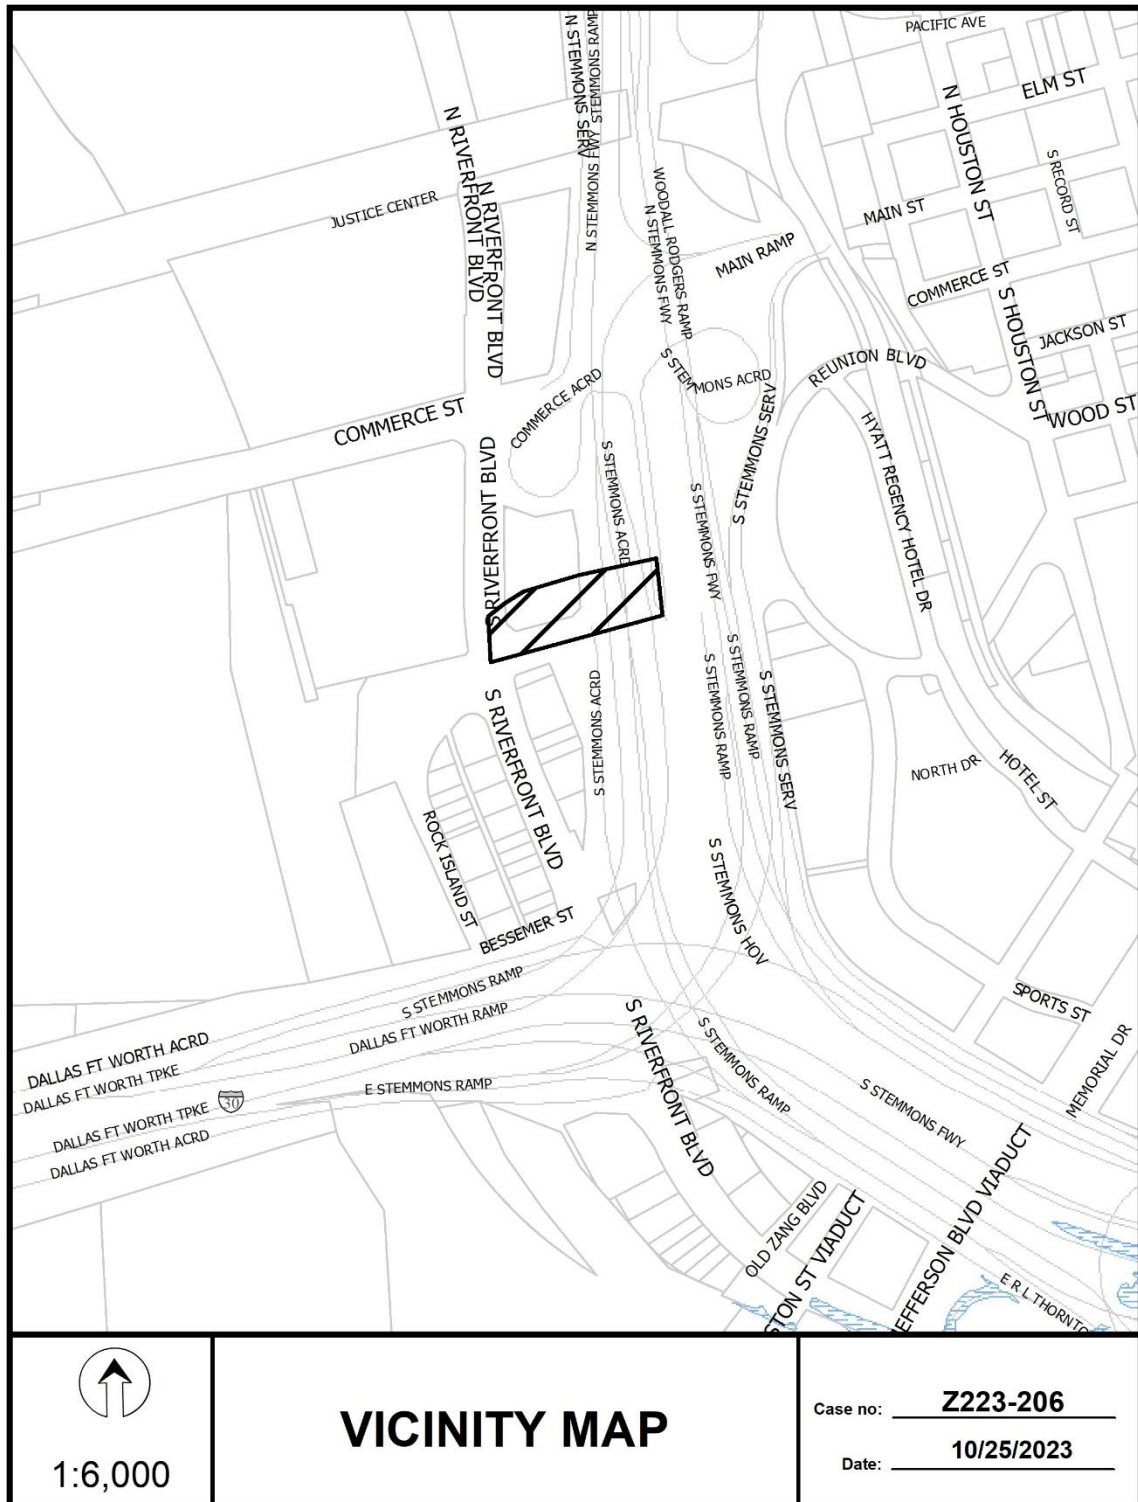 PACIFIC AVE
N STEMMONS SERV
STEMMONS RAMP
N STEMMONS FWY
ELM ST
N HOUSTON ST
S RECORD ST
N RIVERFRONT BLVD
N RIVERFRONT BLVD
JUSTICE CENTER
WOODALL RODGERS RAMP
N STEMMONS FWY
MAIN ST
MAIN RAMP
COMMERCE ST
S HOUSTON ST
JACKSON ST
S STEMMONS ACRD
REUNION BLVD
COMMERCE ACRD
COMMERCE ST
WOOD ST
S STEMMONS SERV
HYATT REGENCY HOTEL DR
S RIVERFRONT BLVD
S STEMMONS ACRD
S STEMMONS FWY
S STEMMONS RAMP
S STEMMONS RAMP
S STEMMONS SERV
S STEMMONS ACRD
S RIVERFRONT BLVD
NORTH DR
HOTEL ST
ROCK ISLAND ST
S STEMMONS HOV
BESSEMER ST
S STEMMONS RAMP
SPORTS ST
DALLAS FT WORTH RAMP
S RIVERFRONT BLVD
S STEMMONS RAMP
MEMORIAL DR
DALLAS FT WORTH ACRD
DALLAS FT WORTH TPKE
E STEMMONS RAMP
30
S STEMMONS FWY
DALLAS FT WORTH TPKE
DALLAS FT WORTH ACRD
OLD ZANG BLVD
STON ST VIADUCT
JEFFERSON BLVD VIADUCT
E R L THORNTO
1:6,000
VICINITY MAP
Case no: Z223-206
Date: 10/25/2023